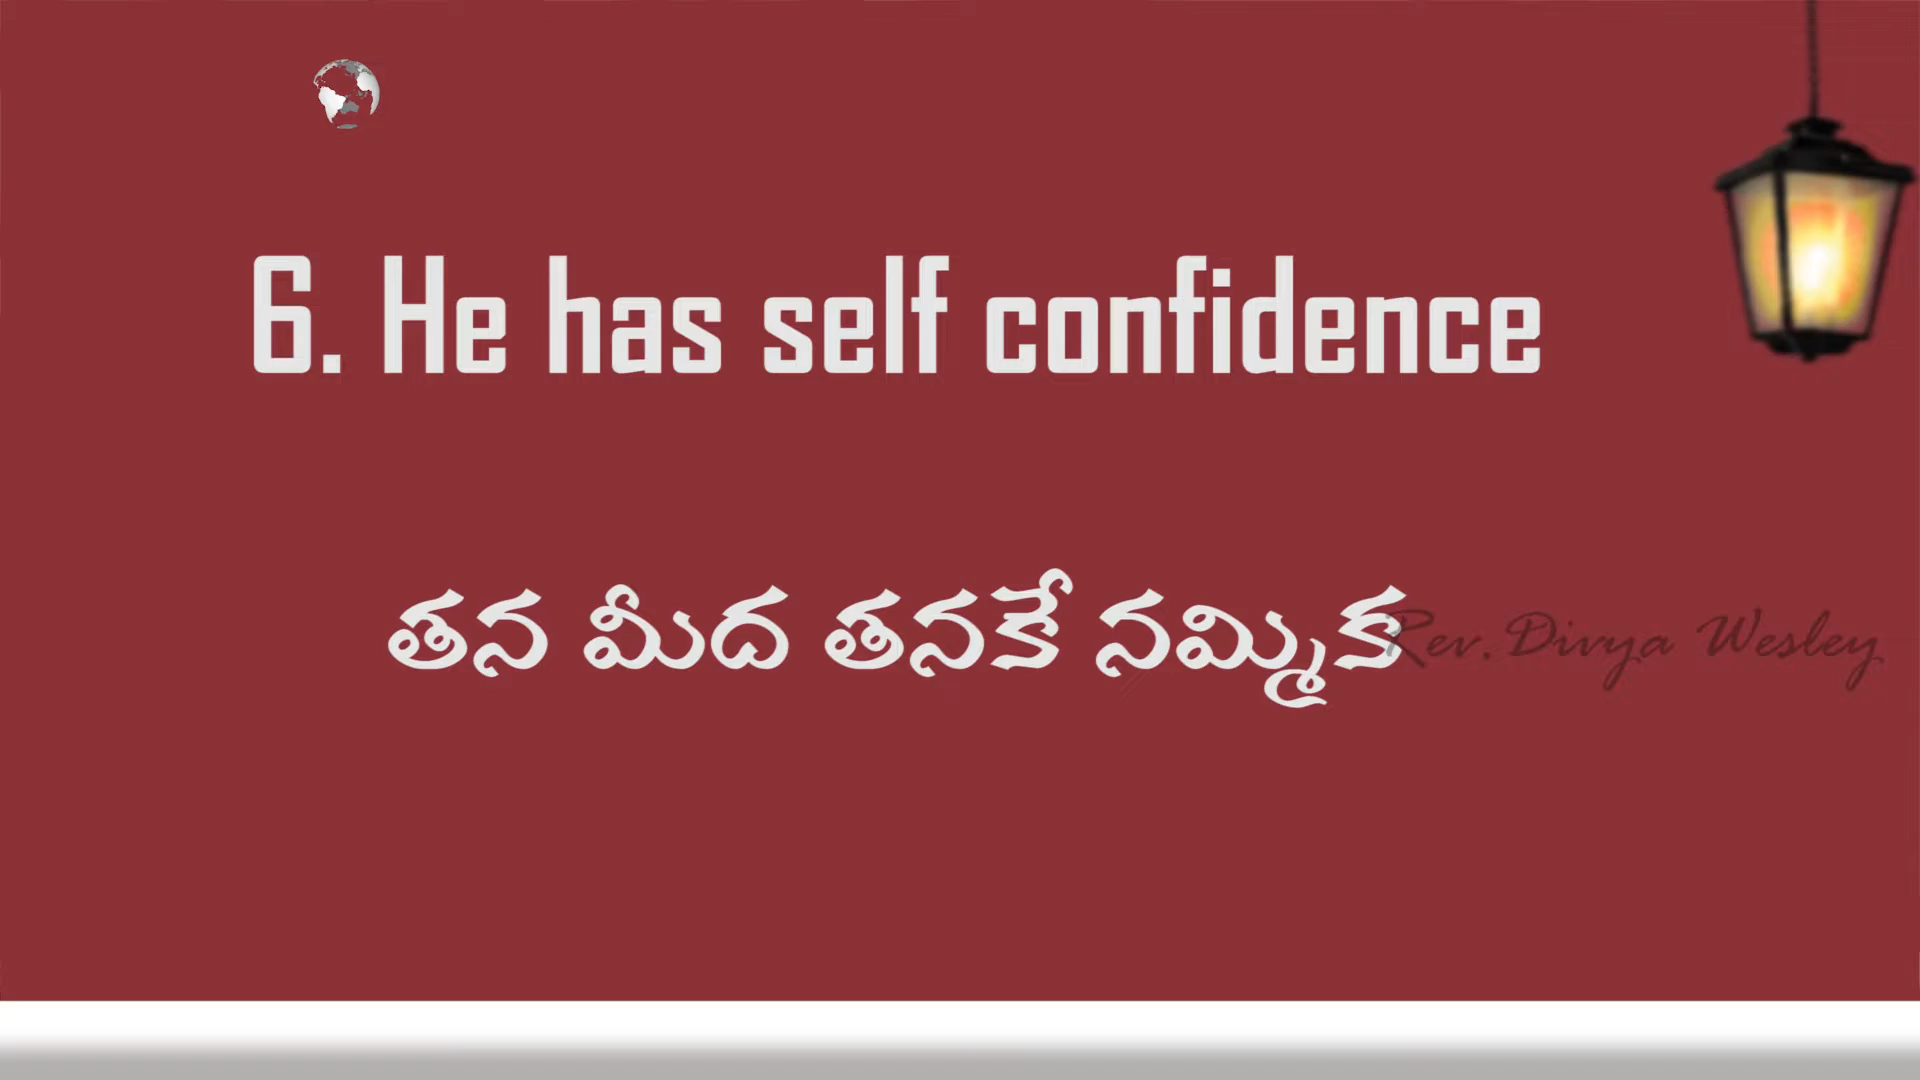 6. He has self confidence
తన మీద తనకే నమ్మిక
Rev. Divya Wesley